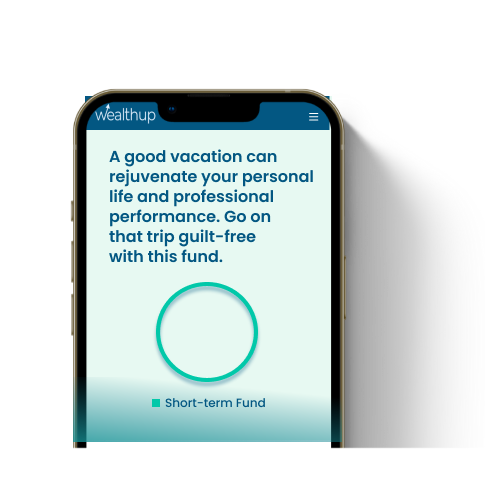 wealthup
A good vacation can
rejuvenate your personal
life and professional
performance. Go on
that trip guilt-free
with this fund.
Short-term Fund